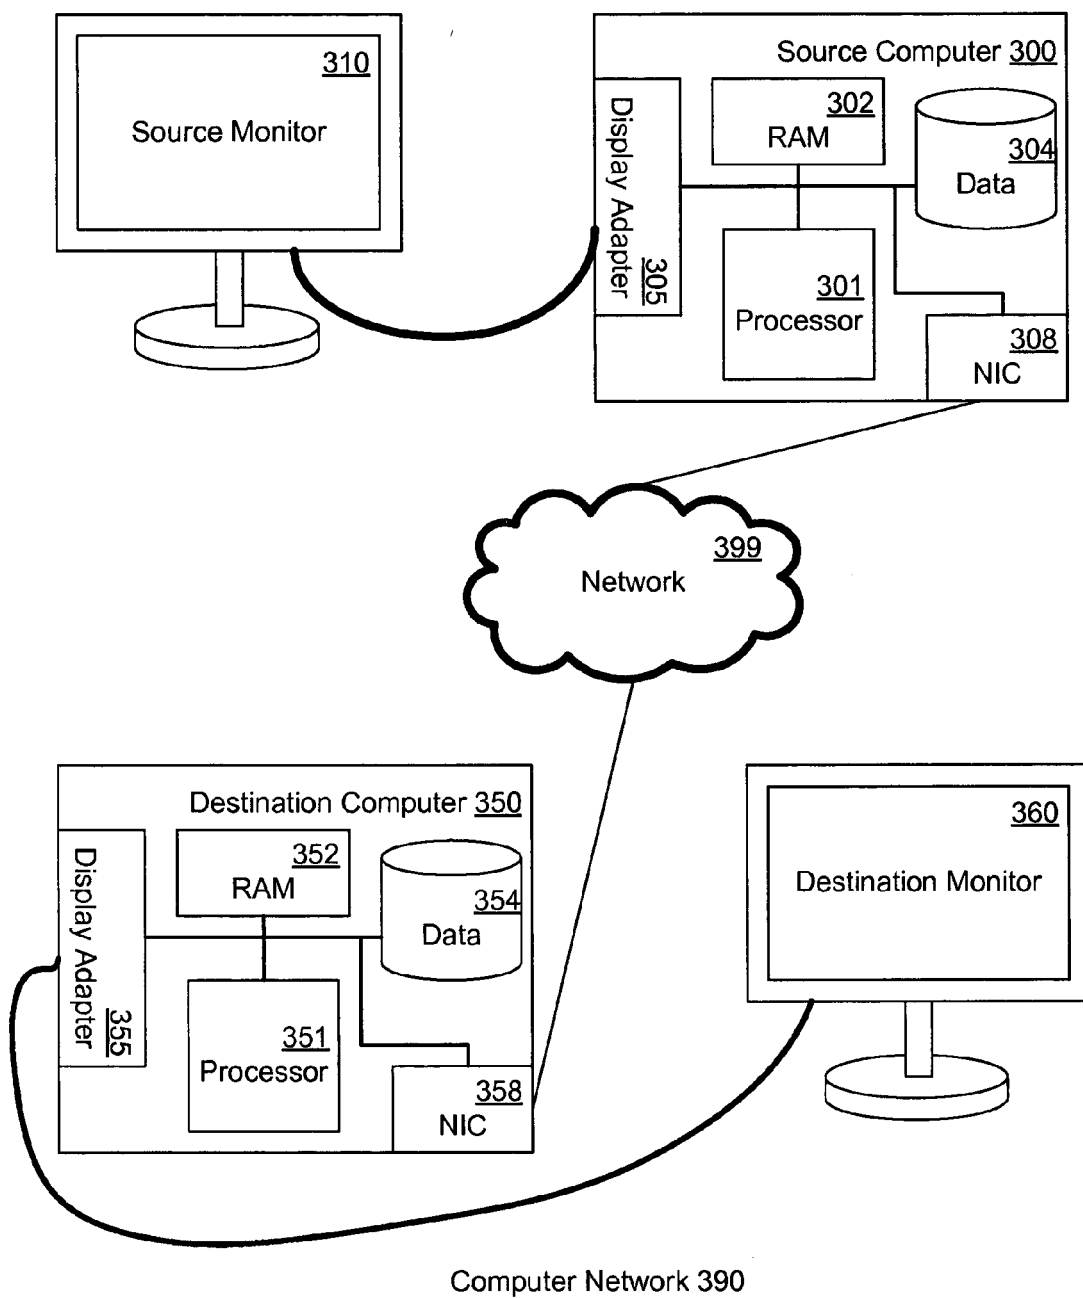 310
Source Monitor
Source Computer 300
Display Adapter
305
302
RAM
304
Data
301
Processor
308
NIC
399
Network
Destination Computer 350
Display Adapter
355
352
RAM
354
Data
351
Processor
358
NIC
360
Destination Monitor
Computer Network 390